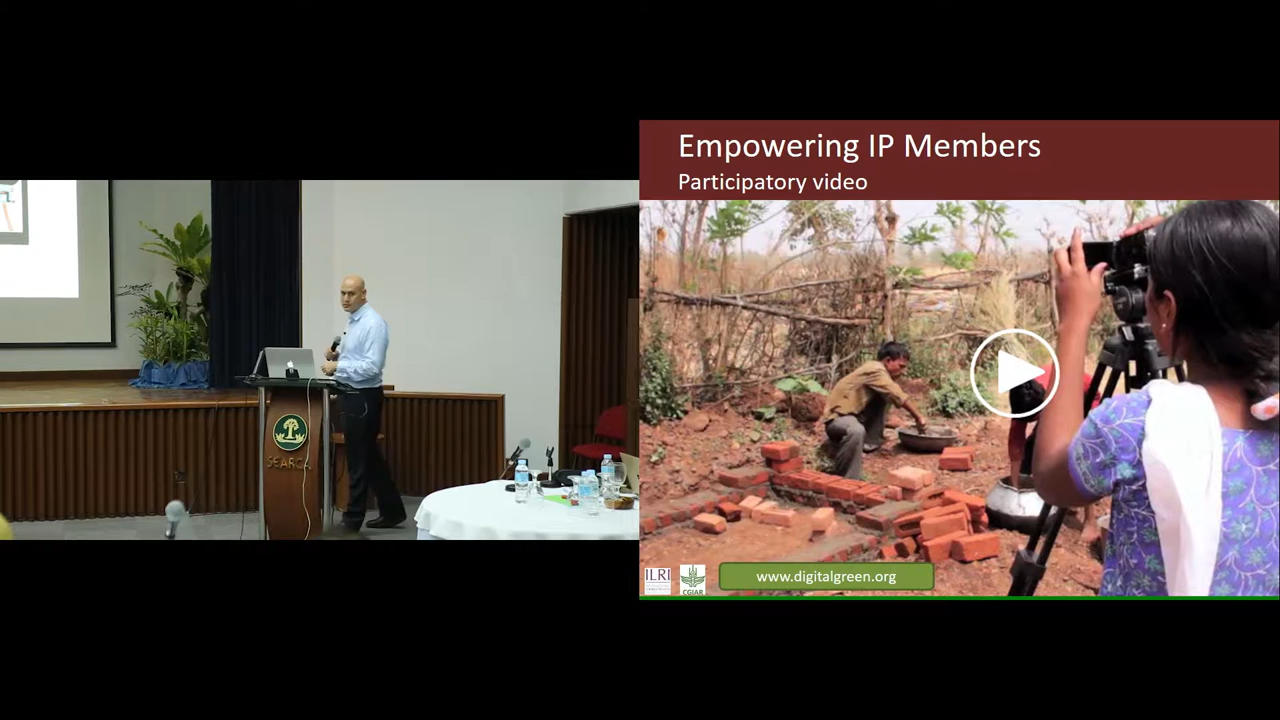 SEARCA
Empowering IP Members
Participatory video
ILRI
CGIAR
www.digitalgreen.org